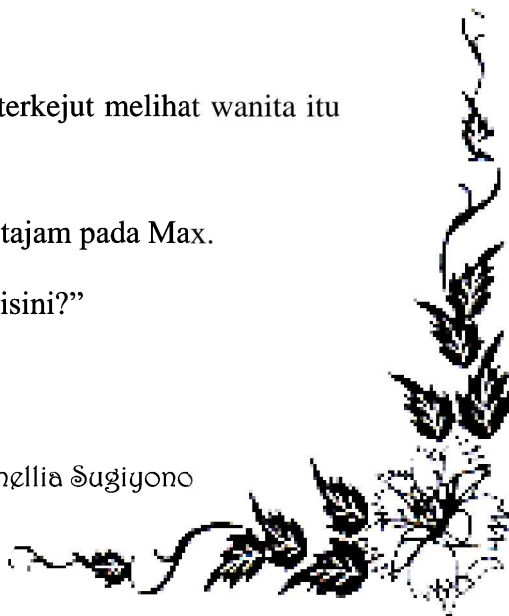 terkejut melihat wanita itu
tajam pada Max.
isini?”
nellia Sugiyono